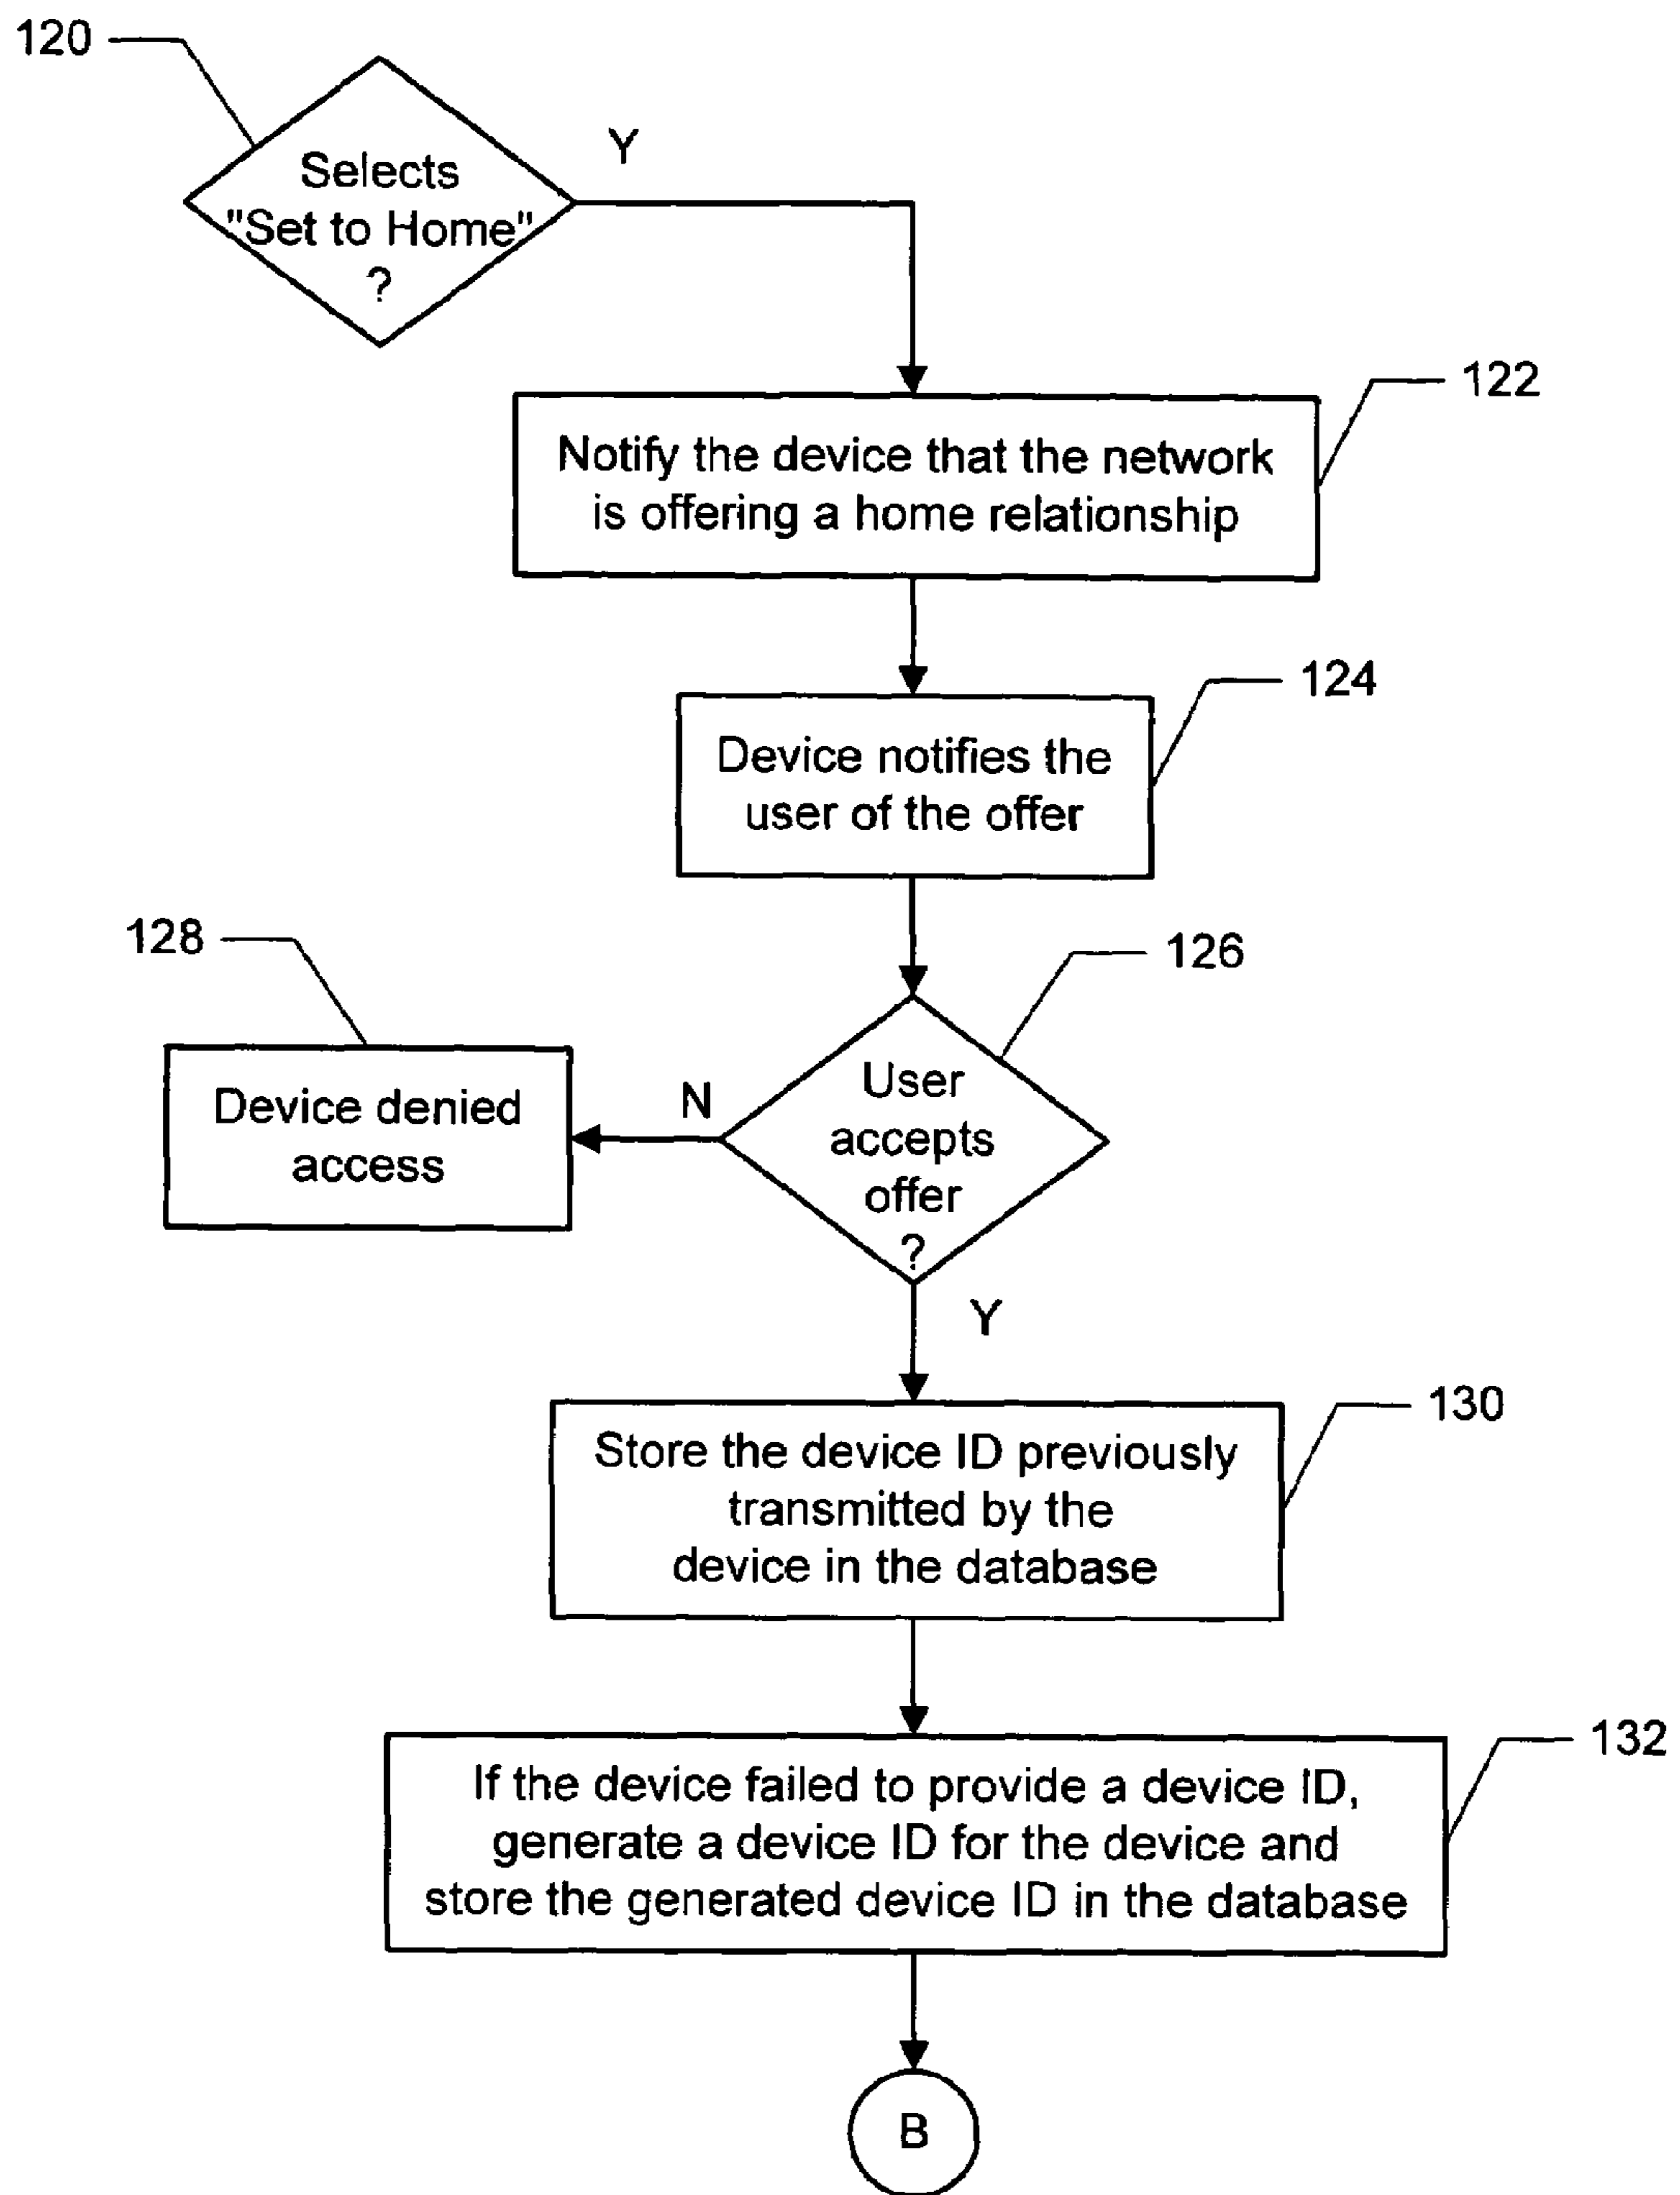 120
Selects
"Set to Home"
?
Y
122
Notify the device that the network
is offering a home relationship
124
Device notifies the
user of the offer
126
User
accepts
offer
?
N
128
Device denied
access
Y
130
Store the device ID previously
transmitted by the
device in the database
132
If the device failed to provide a device ID,
generate a device ID for the device and
store the generated device ID in the database
B